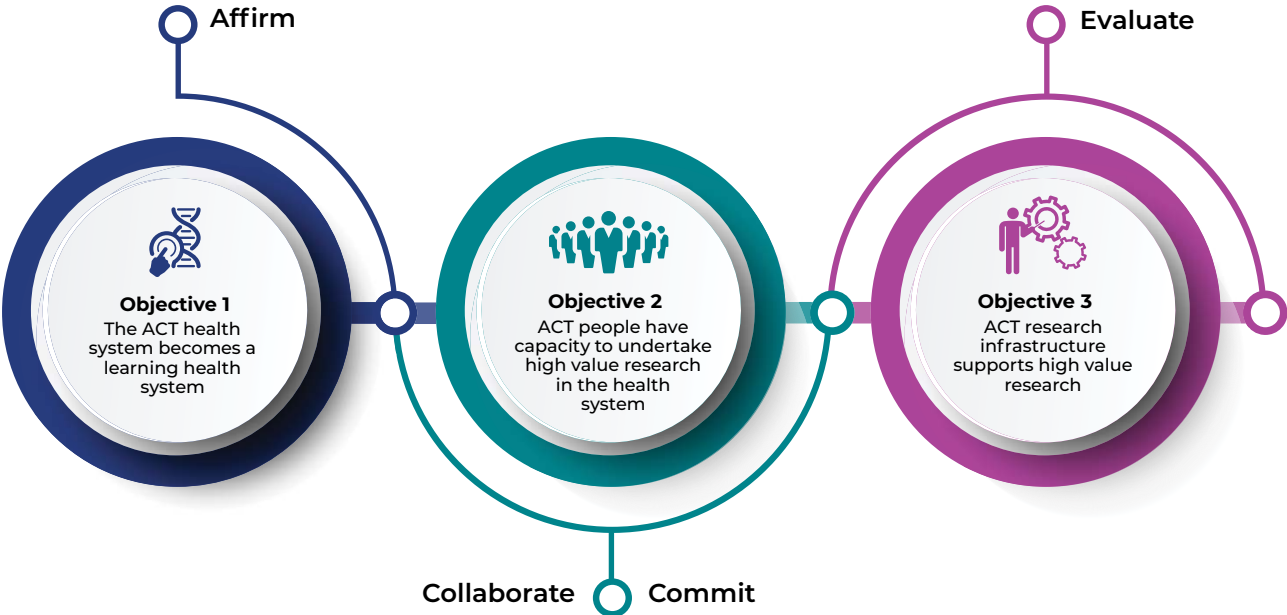 Affirm
Evaluate
Objective 1
The ACT health
system becomes a
learning health
system
Objective 2
ACT people have
capacity to undertake
high value research
in the health
system
Objective 3
ACT research
infrastructure
supports high value
research
Collaborate
Commit